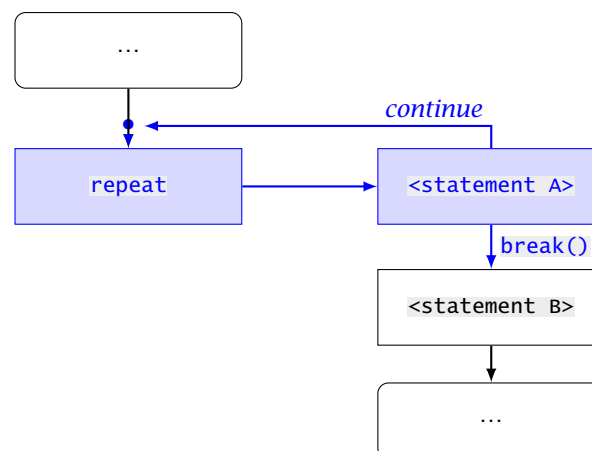 ...
continue
repeat
<statement A>
break()
<statement B>
...